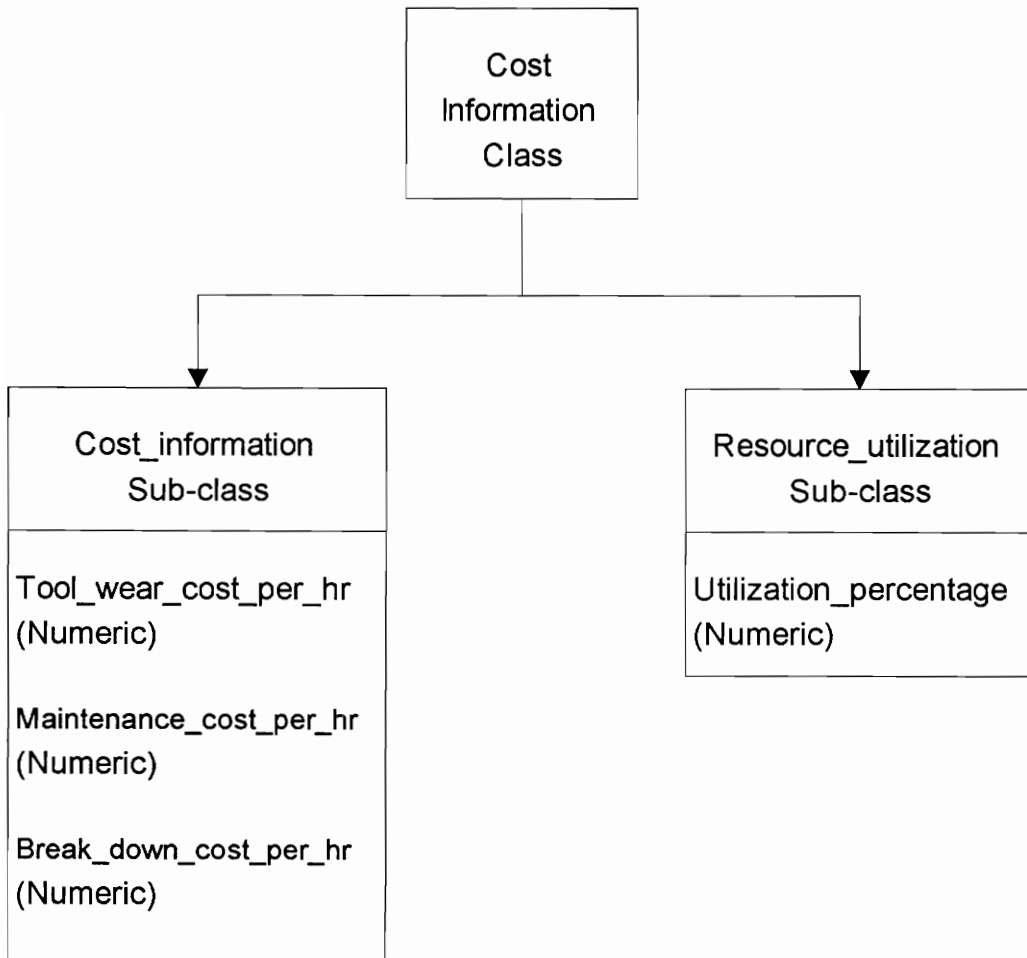 Cost
Information
Class
Cost_information
Sub-class
Tool_wear_cost_per_hr
(Numeric)
Maintenance_cost_per_hr
(Numeric)
Break_down_cost_per_hr
(Numeric)
Resource_utilization
Sub-class
Utilization_percentage
(Numeric)